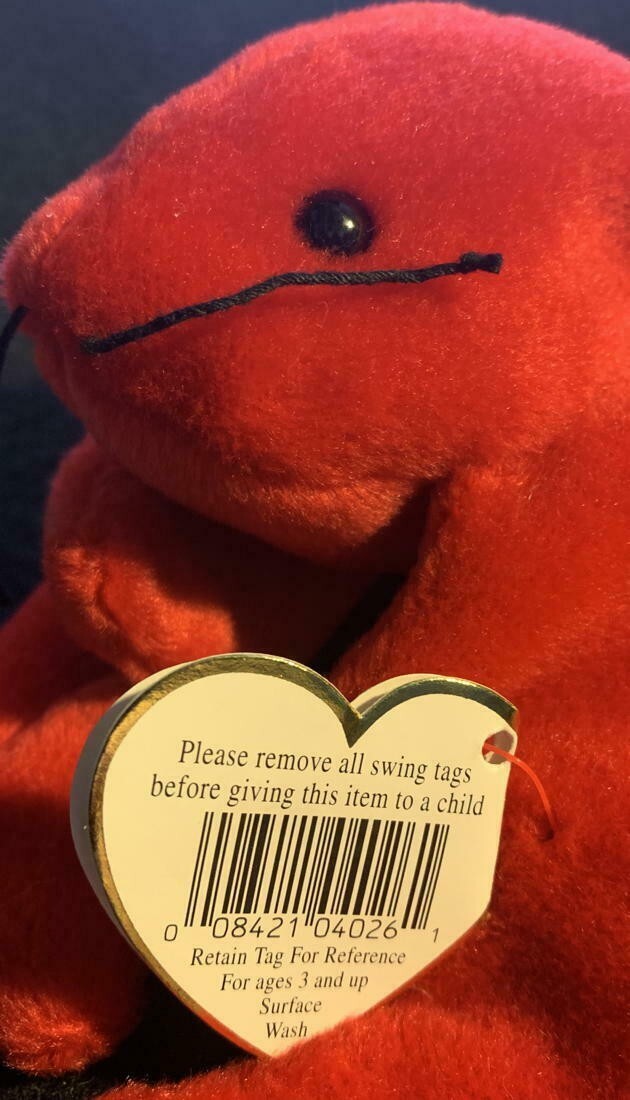 Please remove all swing tags
before giving this item to a child
0 08421 04026 1
Retain Tag For Reference
For ages 3 and up
Surface
Wash